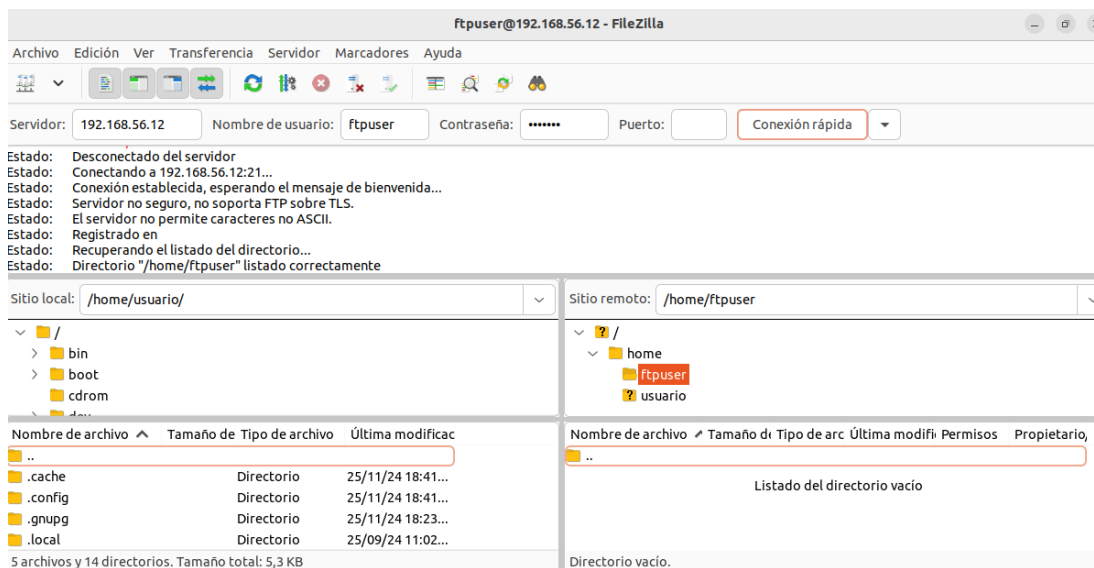 ftpuser@192.168.56.12 - FileZilla
Archivo Edición Ver Transferencia Servidor Marcadores Ayuda
Servidor: 192.168.56.12 Nombre de usuario: ftpuser Contraseña: ••••••• Puerto: Conexión rápida
Estado: Desconectado del servidor
Estado: Conectando a 192.168.56.12:21...
Estado: Conexión establecida, esperando el mensaje de bienvenida...
Estado: Servidor no seguro, no soporta FTP sobre TLS.
Estado: El servidor no permite caracteres no ASCII.
Estado: Registrado en
Estado: Recuperando el listado del directorio...
Estado: Directorio "/home/ftpuser" listado correctamente
Sitio local: /home/usuario/
/
bin
boot
cdrom
Sitio remoto: /home/ftpuser
/
home
ftpuser
usuario
Nombre de archivo Tamaño de Tipo de archivo Última modificac
..
.cache Directorio 25/11/24 18:41...
.config Directorio 25/11/24 18:41...
.gnupg Directorio 25/11/24 18:23...
.local Directorio 25/09/24 11:02...
5 archivos y 14 directorios. Tamaño total: 5,3 KB
Nombre de archivo Tamaño de Tipo de arc Última modifi Permisos Propietario/
..
Listado del directorio vacío
Directorio vacío.